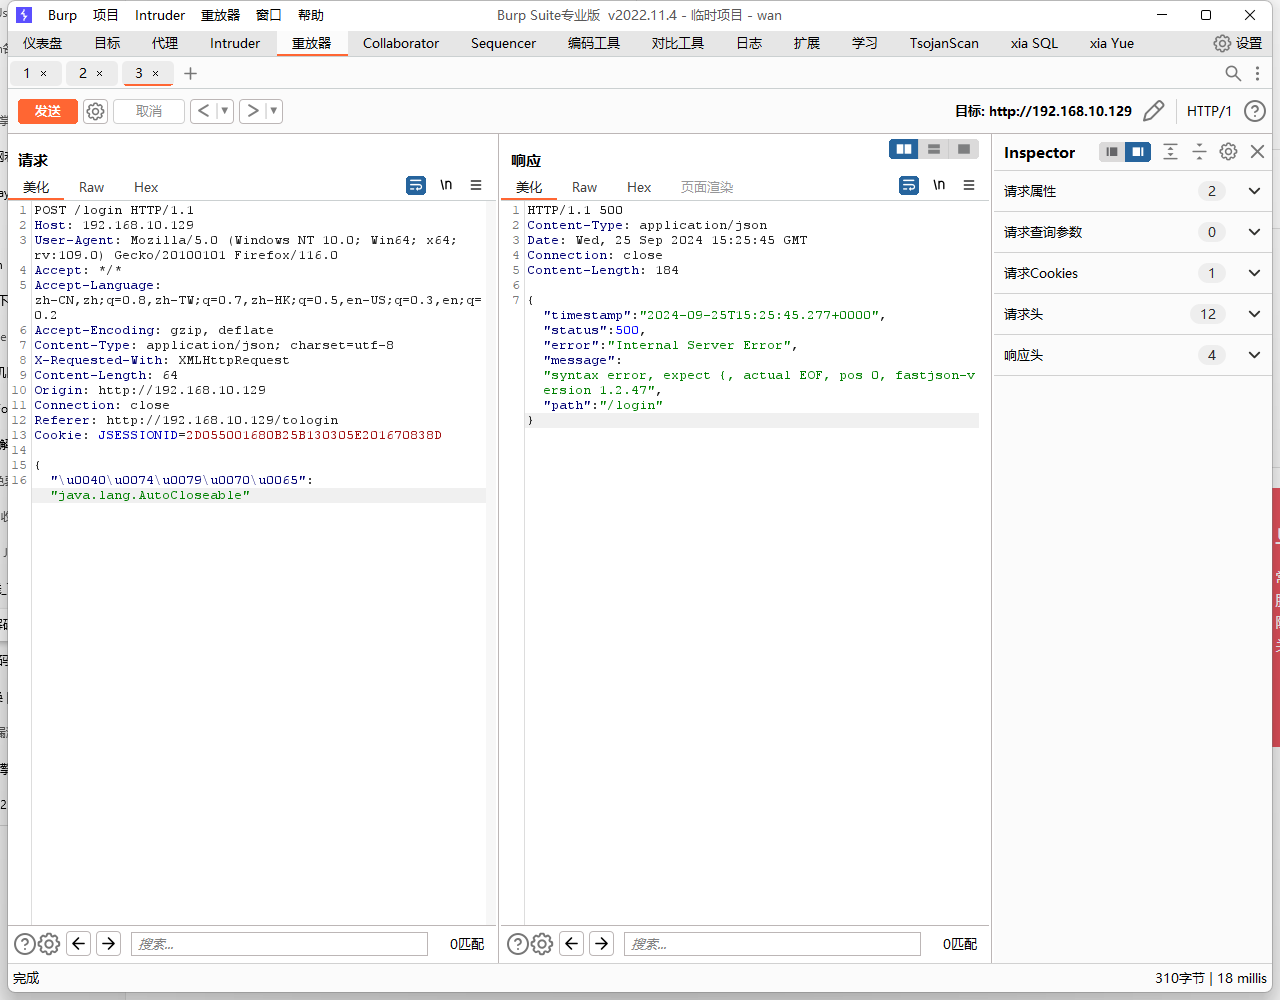 Burp 项目 Intruder 重放器 窗口 帮助 Burp Suite专业版 v2022.11.4 - 临时项目 - wan
仪表盘 目标 代理 Intruder 重放器 Collaborator Sequencer 编码工具 对比工具 日志 扩展 学习 TsojanScan xia SQL xia Yue 设置
1 × 2 × 3 × +
发送 取消 < > 目标: http://192.168.10.129 HTTP/1
请求
美化 Raw Hex \n
1 POST /login HTTP/1.1
2 Host: 192.168.10.129
3 User-Agent: Mozilla/5.0 (Windows NT 10.0; Win64; x64;
rv:109.0) Gecko/20100101 Firefox/116.0
4 Accept: */*
5 Accept-Language:
zh-CN,zh;q=0.8,zh-TW;q=0.7,zh-HK;q=0.5,en-US;q=0.3,en;q=
0.2
6 Accept-Encoding: gzip, deflate
7 Content-Type: application/json; charset=utf-8
8 X-Requested-With: XMLHttpRequest
9 Content-Length: 64
10 Origin: http://192.168.10.129
11 Connection: close
12 Referer: http://192.168.10.129/tologin
13 Cookie: JSESSIONID=2D055001680B25B130305E201670838D
14
15 {
16 "\u0040\u0074\u0079\u0070\u0065":
"java.lang.AutoCloseable"
搜索... 0匹配
响应
美化 Raw Hex 页面渲染 \n
1 HTTP/1.1 500
2 Content-Type: application/json
3 Date: Wed, 25 Sep 2024 15:25:45 GMT
4 Connection: close
5 Content-Length: 184
6
7 {
"timestamp":"2024-09-25T15:25:45.277+0000",
"status":500,
"error":"Internal Server Error",
"message":
"syntax error, expect {, actual EOF, pos 0, fastjson-v
ersion 1.2.47",
"path":"/login"
}
搜索... 0匹配
Inspector
请求属性 2
请求查询参数 0
请求Cookies 1
请求头 12
响应头 4
完成 310字节 | 18 millis